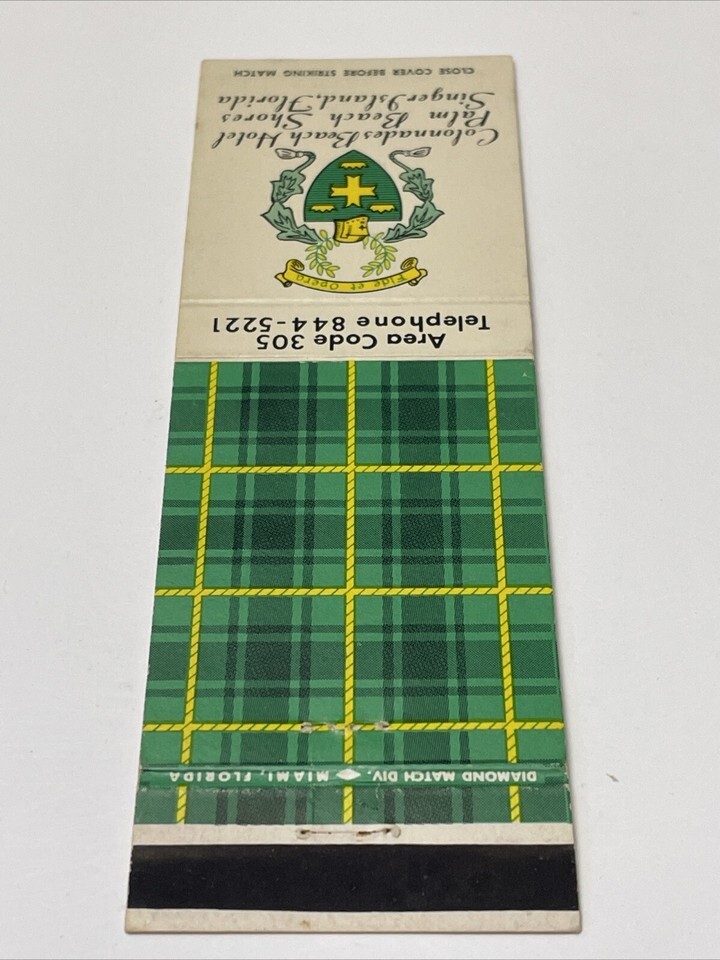 Fide et Opera
Colonnades Beach Hotel
Palm Beach Shores
Singer Island, Florida
CLOSE COVER BEFORE STRIKING MATCH
Area Code 305
Telephone 844-5221
DIAMOND MATCH DIV. MIAMI, FLORIDA